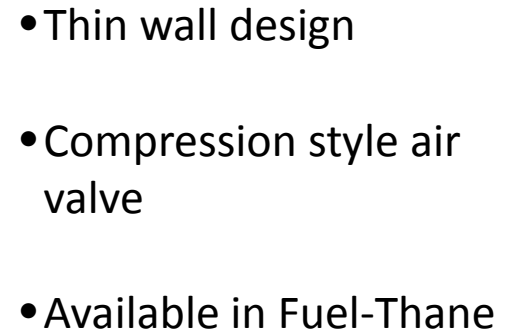 •Thin wall design
•Compression style air
valve
•Available in Fuel-Thane